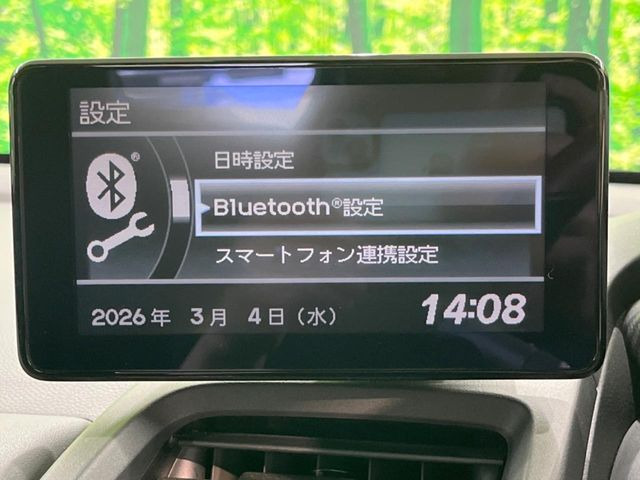 設定
日時設定
Bluetooth®設定
スマートフォン連携設定
2026年 3月 4日（水） 14:08